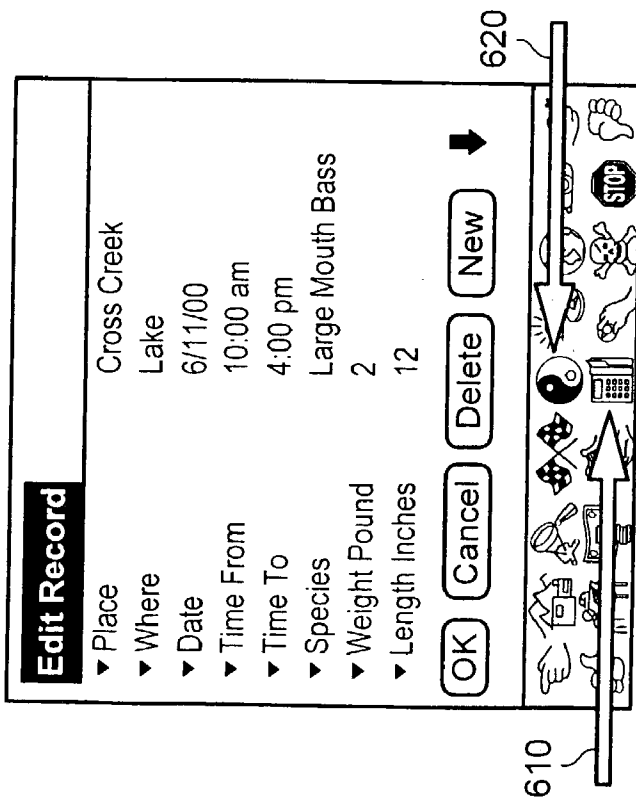 Edit Record
Place Cross Creek
Where Lake
Date 6/11/00
Time From 10:00 am
Time To 4:00 pm
Species Large Mouth Bass
Weight Pound 2
Length Inches 12
OK Cancel Delete New
STOP
610
620